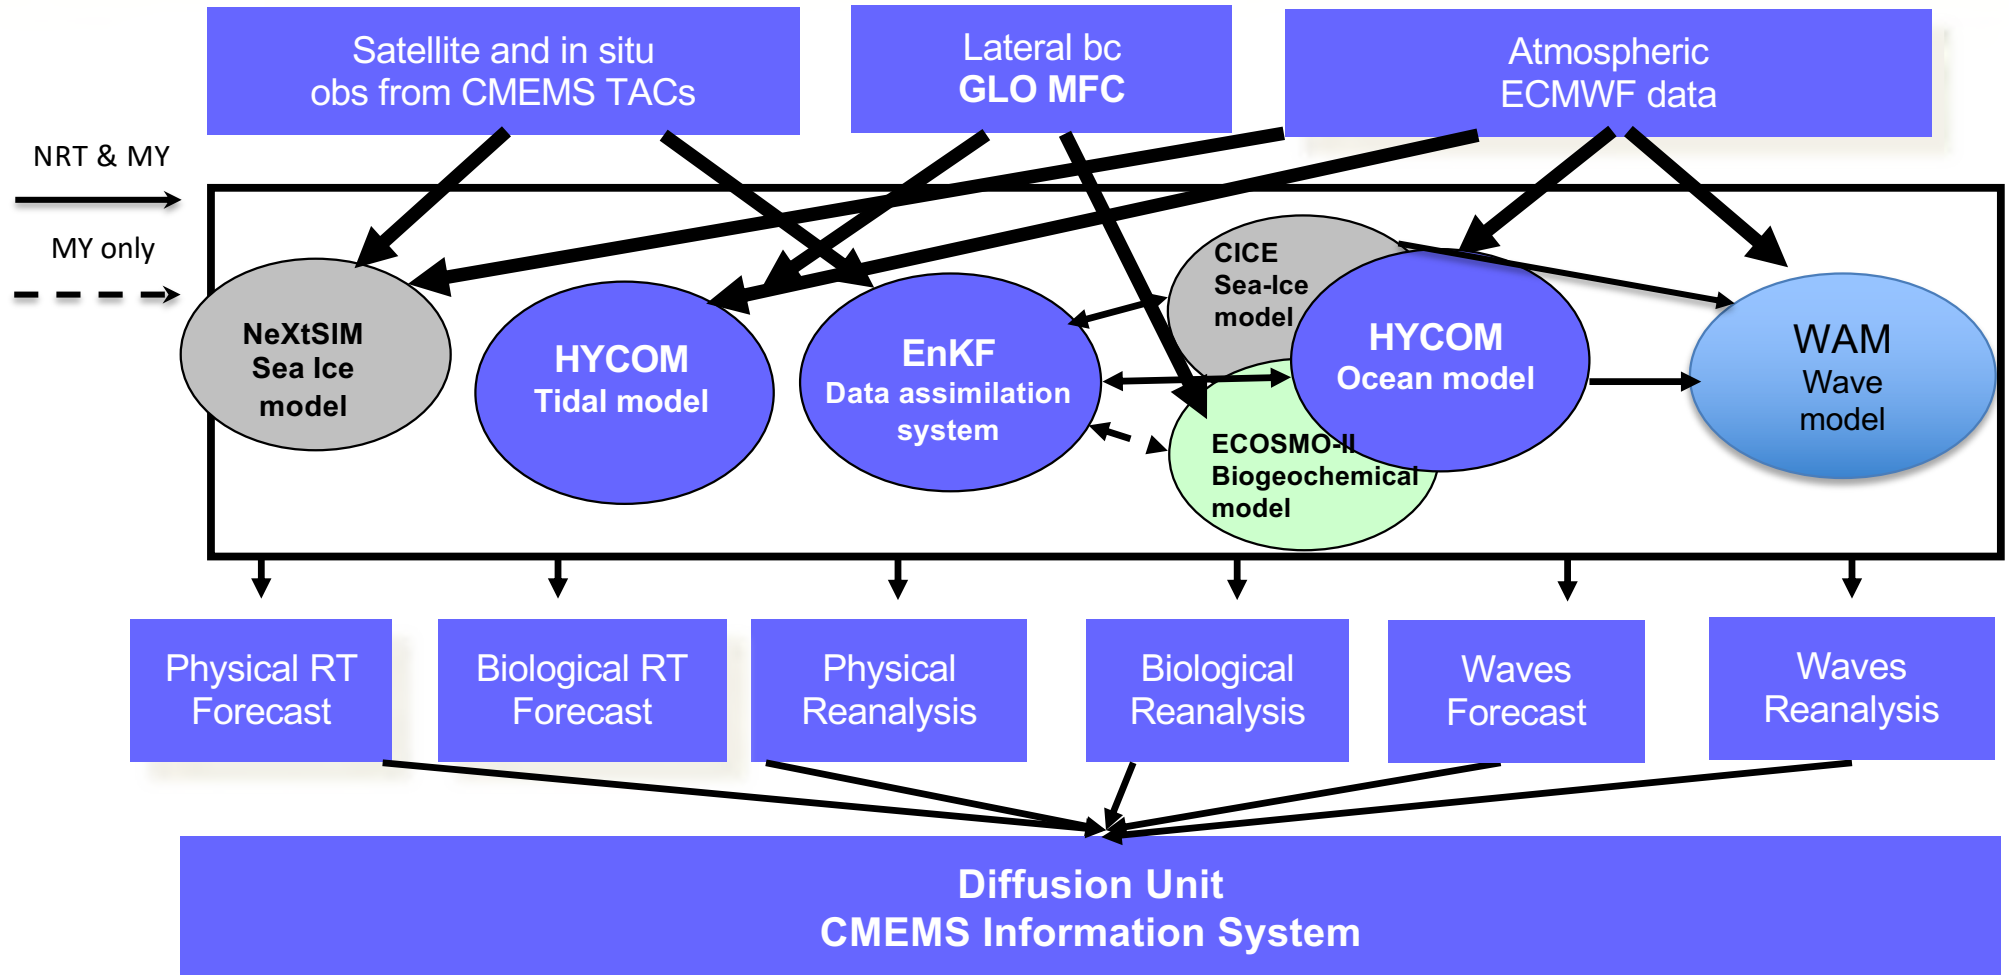 Satellite and in situ
obs from CMEMS TACs
Lateral bc
GLO MFC
Atmospheric
ECMWF data
NRT & MY
MY only
NeXtSIM
Sea Ice
model
HYCOM
Tidal model
EnKF
Data assimilation
system
CICE
Sea-Ice
model
HYCOM
Ocean model
ECOSMO-II
Biogeochemical
model
WAM
Wave
model
Physical RT
Forecast
Biological RT
Forecast
Physical
Reanalysis
Biological
Reanalysis
Waves
Forecast
Waves
Reanalysis
Diffusion Unit
CMEMS Information System